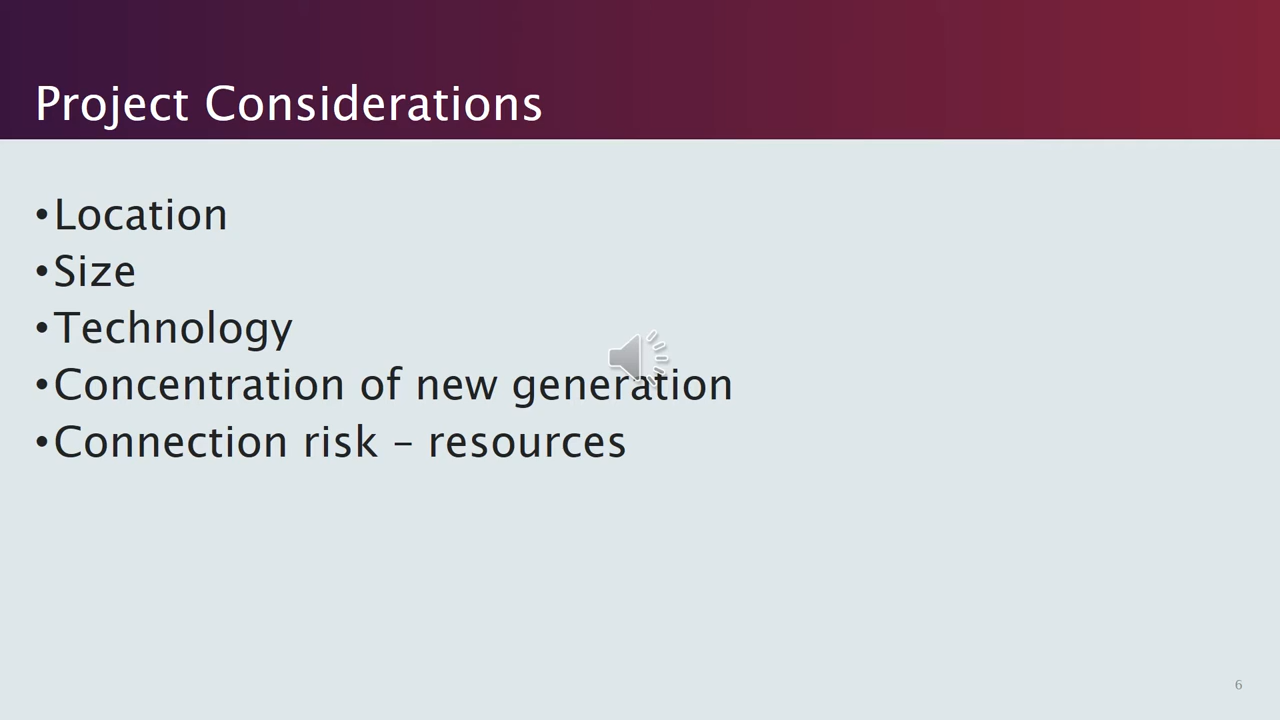 Project Considerations
•Location
•Size
•Technology
•Concentration of new generation
•Connection risk – resources
6